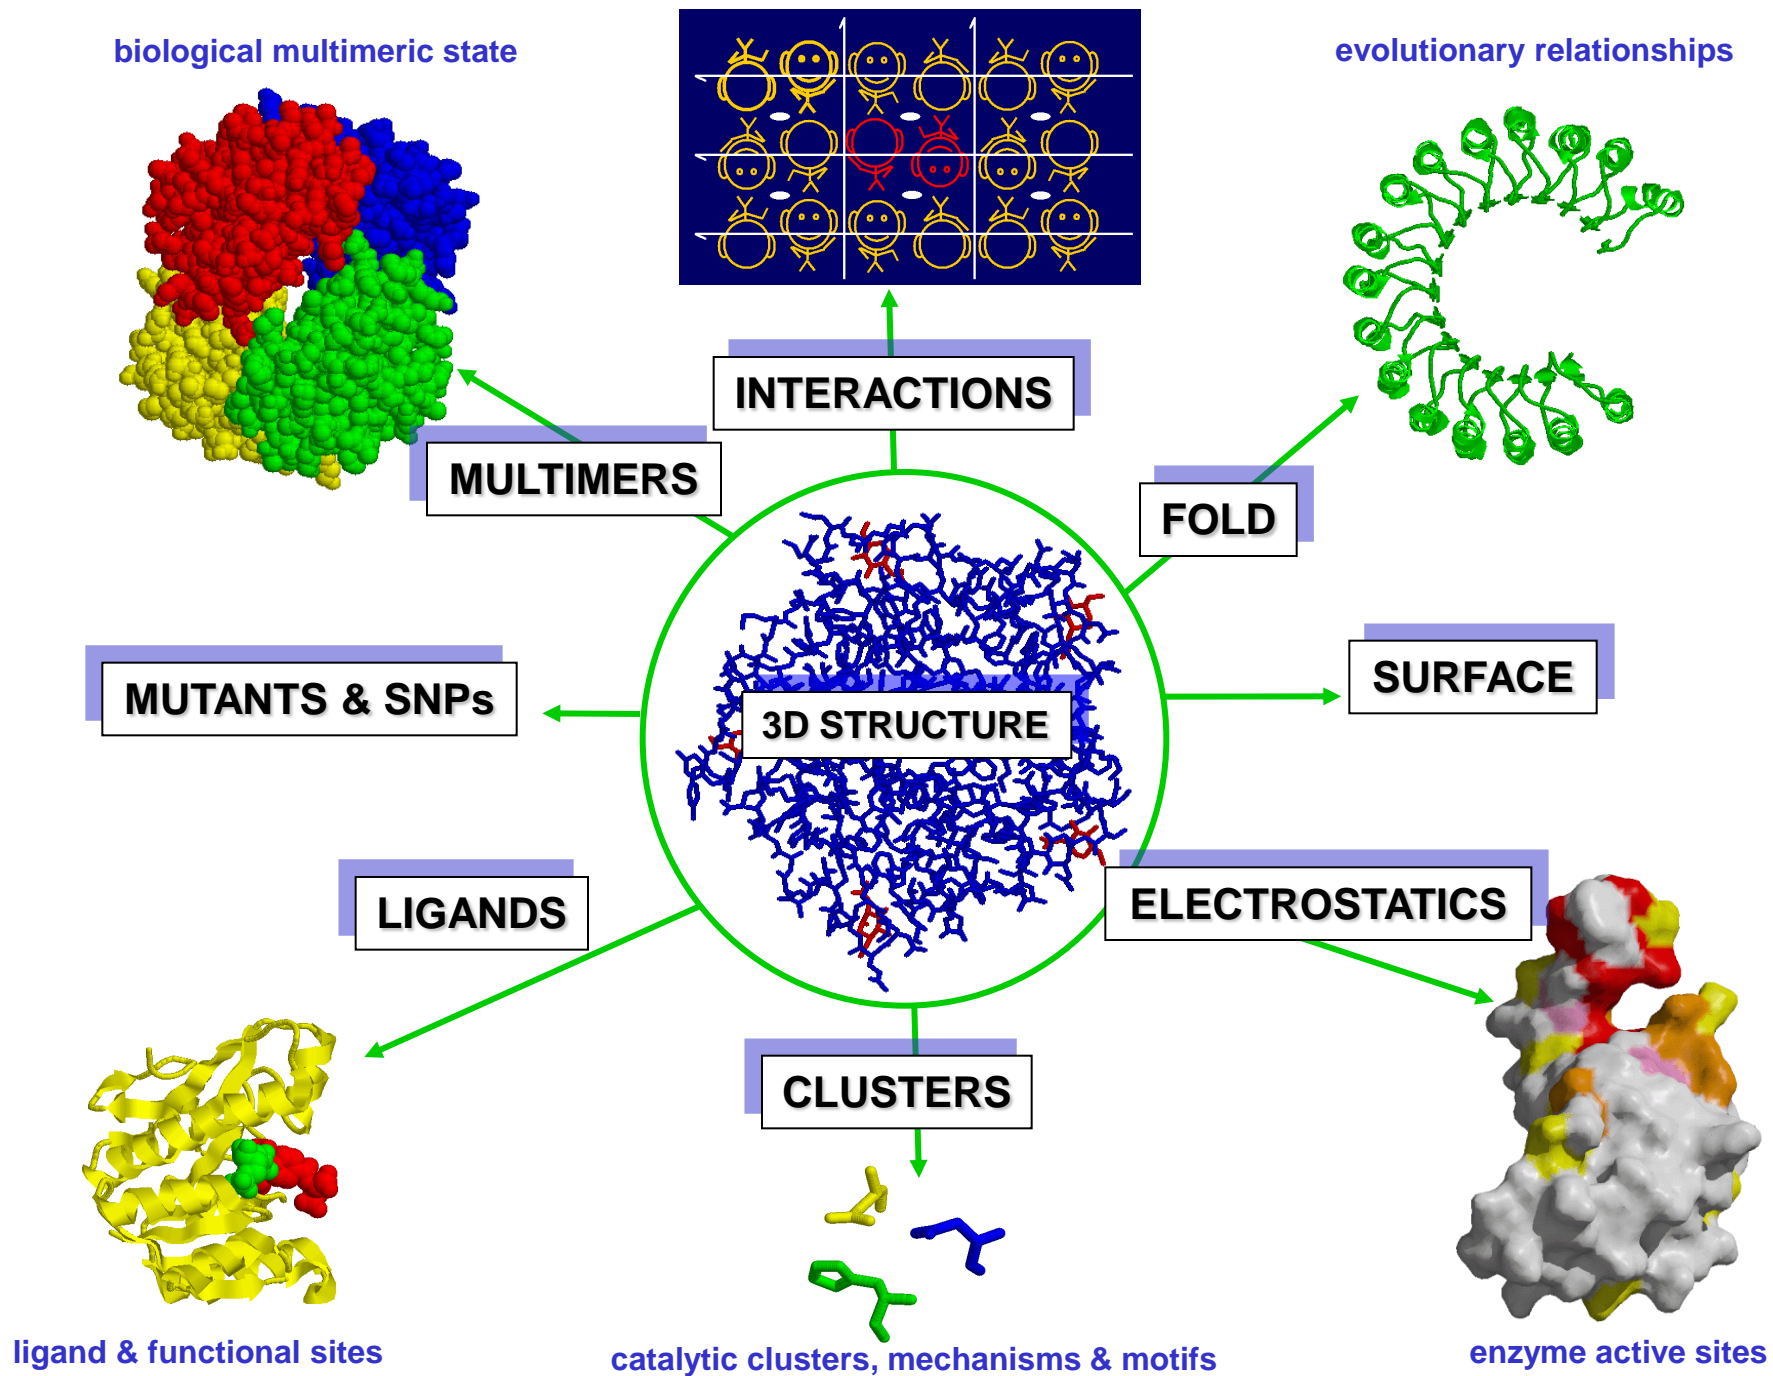 biological multimeric state
evolutionary relationships
INTERACTIONS
MULTIMERS
FOLD
MUTANTS & SNPs
3D STRUCTURE
SURFACE
LIGANDS
ELECTROSTATICS
CLUSTERS
ligand & functional sites
catalytic clusters, mechanisms & motifs
enzyme active sites